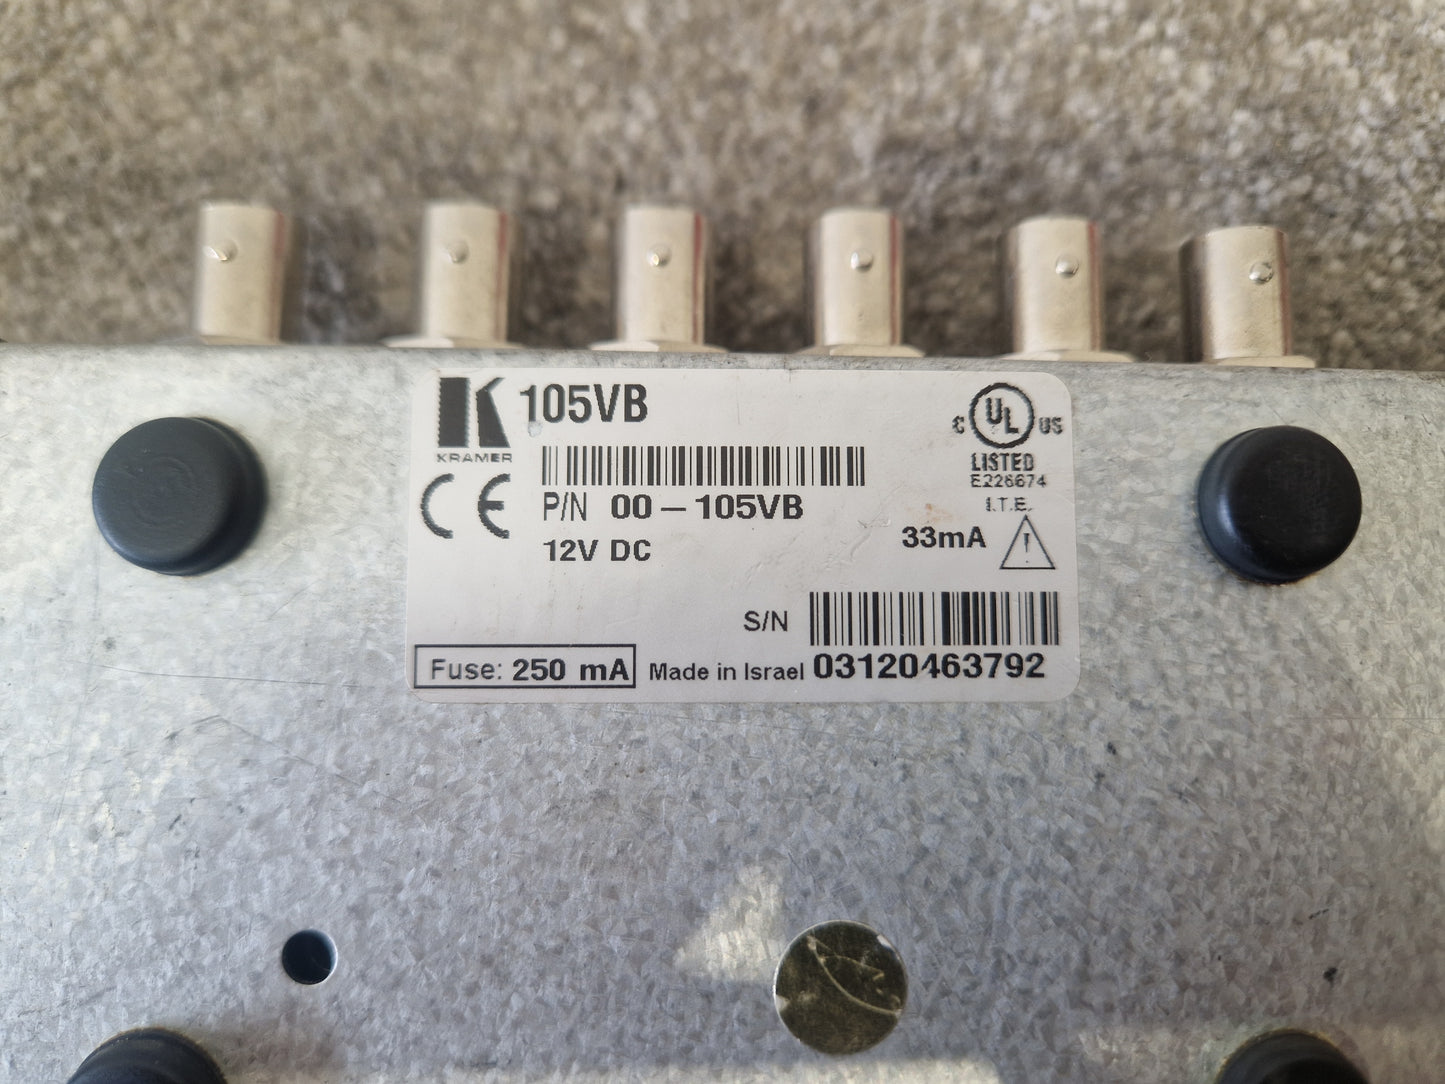 K 105VB
KRAMER
CE
P/N 00-105VB
12V DC
33mA
C UL US
LISTED
E226674
I.T.E.
!
S/N
03120463792
Fuse: 250 mA
Made in Israel